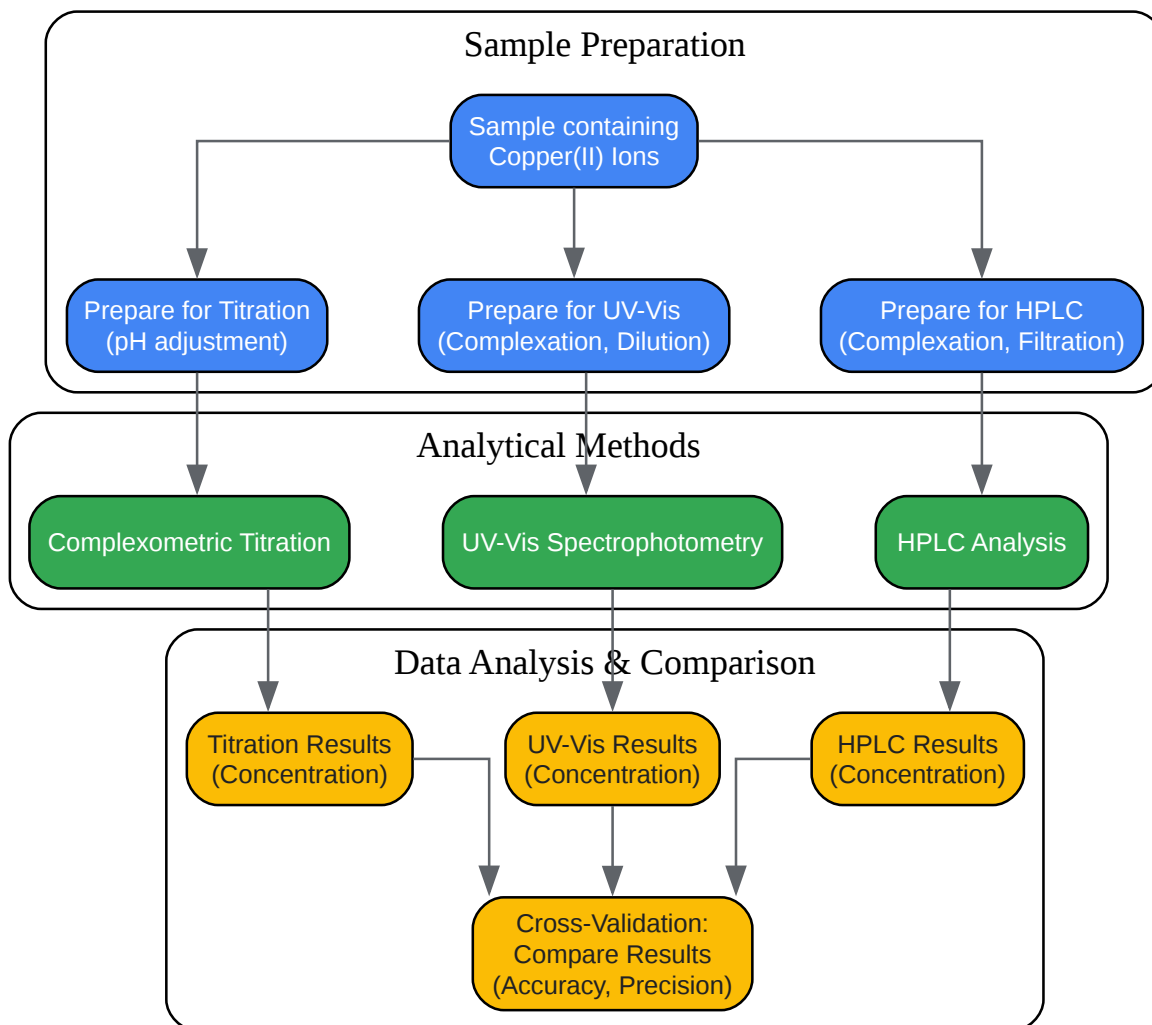 Sample Preparation
Sample containing
Copper(II) Ions
Prepare for Titration
(pH adjustment)
Prepare for UV-Vis
(Complexation, Dilution)
Prepare for HPLC
(Complexation, Filtration)
Analytical Methods
Complexometric Titration
UV-Vis Spectrophotometry
HPLC Analysis
Data Analysis & Comparison
Titration Results
(Concentration)
UV-Vis Results
(Concentration)
HPLC Results
(Concentration)
Cross-Validation:
Compare Results
(Accuracy, Precision)